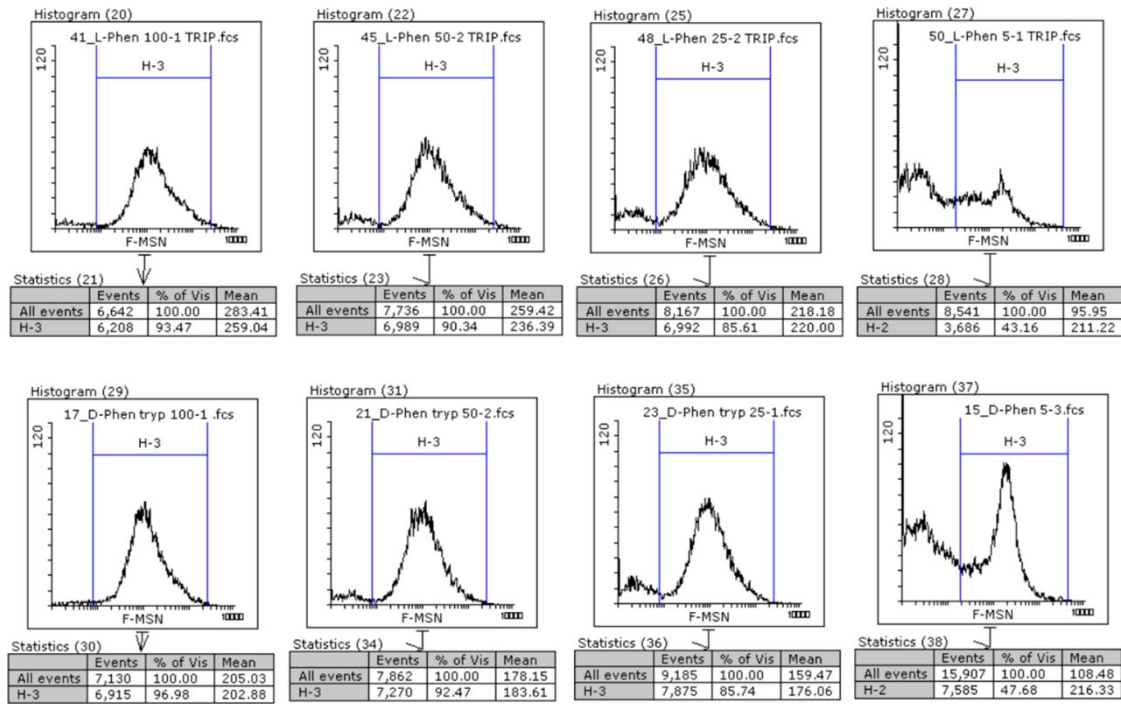 Histogram (20)
41_L-Phen 100-1 TRIP.fcs
120
H-3
F-MSN
Statistics (21)
Events % of Vis Mean
All events 6,642 100.00 283.41
H-3 6,208 93.47 259.04
Histogram (22)
45_L-Phen 50-2 TRIP.fcs
120
H-3
F-MSN
Statistics (23)
Events % of Vis Mean
All events 7,736 100.00 259.42
H-3 6,989 90.34 236.39
Histogram (25)
48_L-Phen 25-2 TRIP.fcs
120
H-3
F-MSN
Statistics (26)
Events % of Vis Mean
All events 8,167 100.00 218.18
H-3 6,992 85.61 220.00
Histogram (27)
50_L-Phen 5-1 TRIP.fcs
120
H-3
F-MSN
Statistics (28)
Events % of Vis Mean
All events 8,541 100.00 95.95
H-2 3,686 43.16 211.22
Histogram (29)
17_D-Phen tryp 100-1 .fcs
120
H-3
F-MSN
Statistics (30)
Events % of Vis Mean
All events 7,130 100.00 205.03
H-3 6,915 96.98 202.88
Histogram (31)
21_D-Phen tryp 50-2.fcs
120
H-3
F-MSN
Statistics (34)
Events % of Vis Mean
All events 7,862 100.00 178.15
H-3 7,270 92.47 183.61
Histogram (35)
23_D-Phen tryp 25-1.fcs
120
H-3
F-MSN
Statistics (36)
Events % of Vis Mean
All events 9,185 100.00 159.47
H-3 7,875 85.74 176.06
Histogram (37)
15_D-Phen 5-3.fcs
120
H-3
F-MSN
Statistics (38)
Events % of Vis Mean
All events 15,907 100.00 108.48
H-2 7,585 47.68 216.33